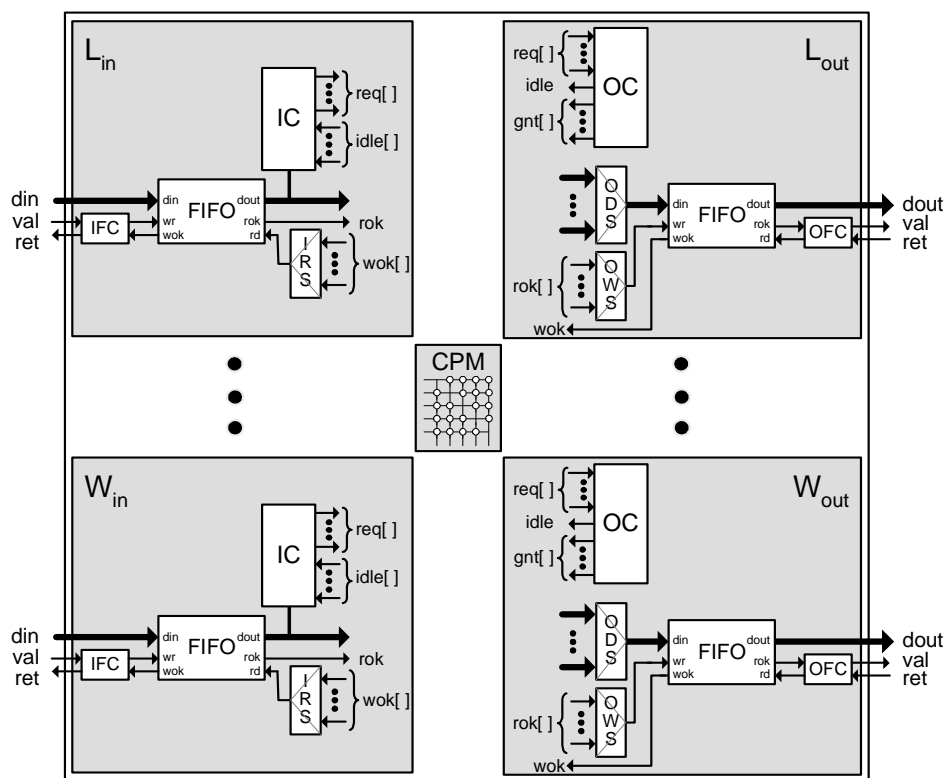 L in
req[ ]
IC
idle[ ]
din
val
ret
IFC
din
wr
wok
FIFO
dout
rok
rd
rok
I
R
S
wok[ ]
L out
req[ ]
idle
gnt[ ]
OC
O
D
S
din
wr
wok
FIFO
dout
rok
rd
OFC
dout
val
ret
rok[ ]
O
W
S
wok
CPM
W in
req[ ]
IC
idle[ ]
din
val
ret
IFC
din
wr
wok
FIFO
dout
rok
rd
rok
I
R
S
wok[ ]
W out
req[ ]
idle
gnt[ ]
OC
O
D
S
din
wr
wok
FIFO
dout
rok
rd
OFC
dout
val
ret
rok[ ]
O
W
S
wok